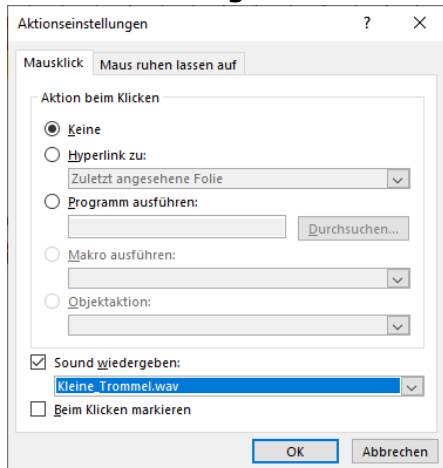 Aktionseinstellungen ? ×
Mausklick Maus ruhen lassen auf
Aktion beim Klicken
Keine
Hyperlink zu:
Zuletzt angesehene Folie
Programm ausführen:
Durchsuchen...
Makro ausführen:
Objektaktion:
Sound wiedergeben:
Kleine_Trommel.wav
Beim Klicken markieren
OK Abbrechen